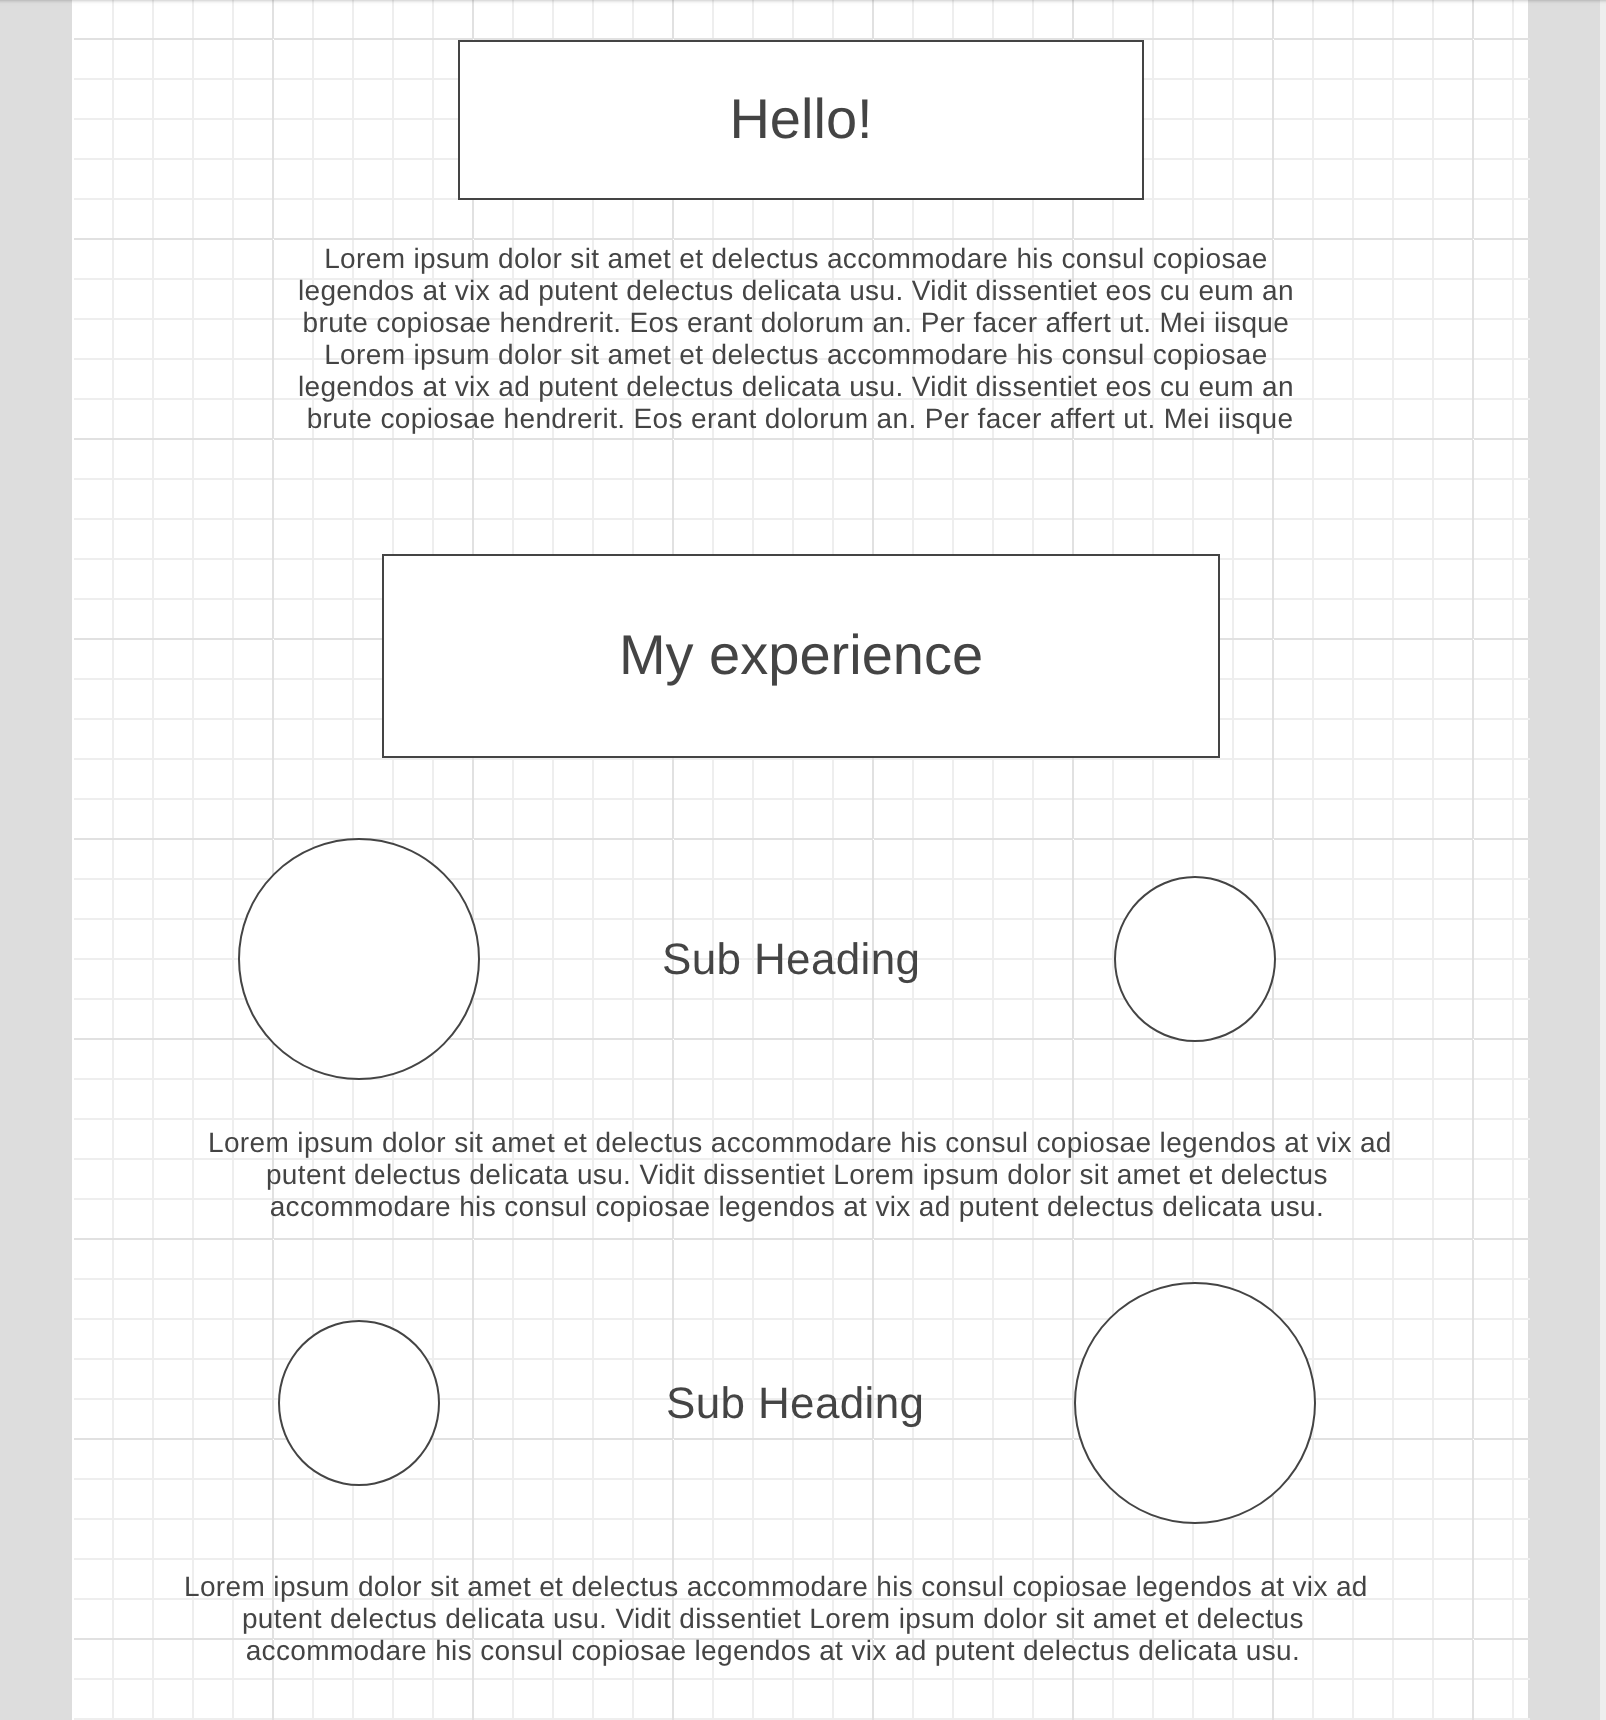 Hello!
Lorem ipsum dolor sit amet et delectus accommodare his consul copiosae
legendos at vix ad putent delectus delicata usu. Vidit dissentiet eos cu eum an
brute copiosae hendrerit. Eos erant dolorum an. Per facer affert ut. Mei iisque
Lorem ipsum dolor sit amet et delectus accommodare his consul copiosae
legendos at vix ad putent delectus delicata usu. Vidit dissentiet eos cu eum an
brute copiosae hendrerit. Eos erant dolorum an. Per facer affert ut. Mei iisque
My experience
Sub Heading
Lorem ipsum dolor sit amet et delectus accommodare his consul copiosae legendos at vix ad
putent delectus delicata usu. Vidit dissentiet Lorem ipsum dolor sit amet et delectus
accommodare his consul copiosae legendos at vix ad putent delectus delicata usu.
Sub Heading
Lorem ipsum dolor sit amet et delectus accommodare his consul copiosae legendos at vix ad
putent delectus delicata usu. Vidit dissentiet Lorem ipsum dolor sit amet et delectus
accommodare his consul copiosae legendos at vix ad putent delectus delicata usu.